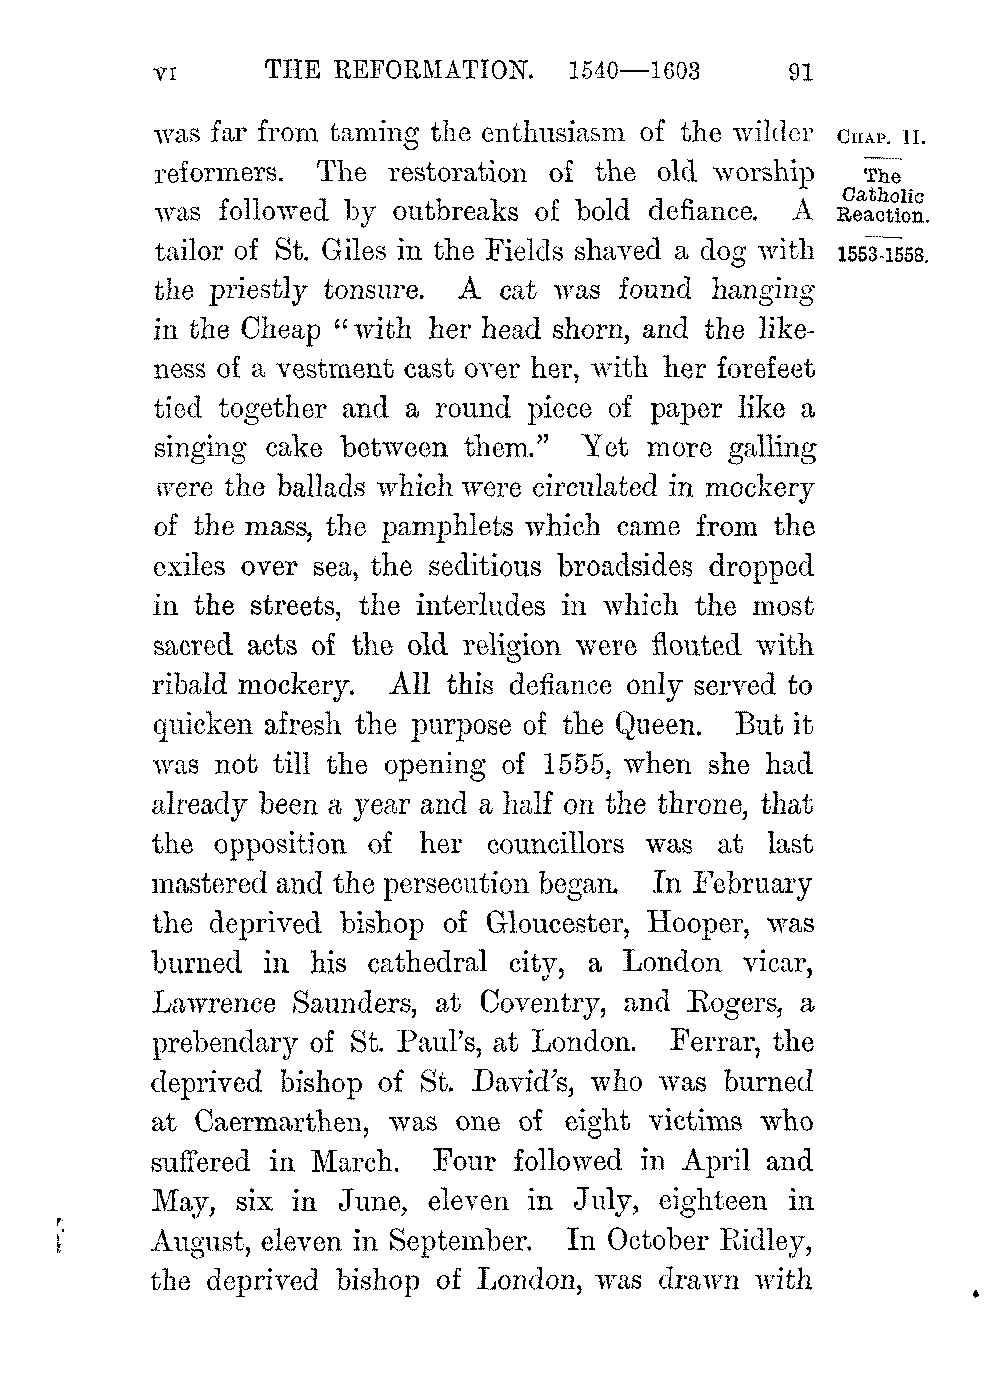 VI THE REFORMATION. 1540—1603 91
was far from taming the enthusiasm of the wilder
reformers. The restoration of the old worship
was followed by outbreaks of bold defiance. A
tailor of St. Giles in the Fields shaved a dog with
the priestly tonsure. A cat was found hanging
in the Cheap “with her head shorn, and the like-
ness of a vestment cast over her, with her forefeet
tied together and a round piece of paper like a
singing cake between them.” Yet more galling
were the ballads which were circulated in mockery
of the mass, the pamphlets which came from the
exiles over sea, the seditious broadsides dropped
in the streets, the interludes in which the most
sacred acts of the old religion were flouted with
ribald mockery. All this defiance only served to
quicken afresh the purpose of the Queen. But it
was not till the opening of 1555, when she had
already been a year and a half on the throne, that
the opposition of her councillors was at last
mastered and the persecution began. In February
the deprived bishop of Gloucester, Hooper, was
burned in his cathedral city, a London vicar,
Lawrence Saunders, at Coventry, and Rogers, a
prebendary of St. Paul’s, at London. Ferrar, the
deprived bishop of St. David’s, who was burned
at Caermarthen, was one of eight victims who
suffered in March. Four followed in April and
May, six in June, eleven in July, eighteen in
August, eleven in September. In October Ridley,
the deprived bishop of London, was drawn with
CHAP. II.
The
Catholic
Reaction.
1553-1558.